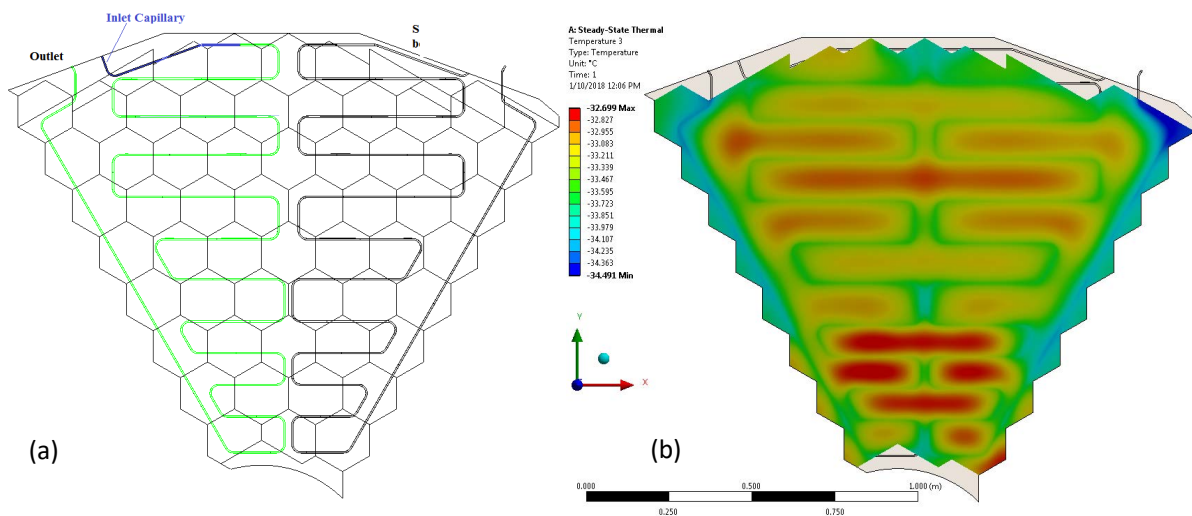 Inlet Capillary
Outlet
S
(a)
A: Steady-State Thermal
Temperature 3
Type: Temperature
Unit: °C
Time: 1
1/10/2018 12:06 PM
-32.699 Max
-32.827
-32.955
-33.083
-33.211
-33.339
-33.467
-33.595
-33.723
-33.851
-33.979
-34.107
-34.235
-34.363
-34.491 Min
Y
X
(b)
0.000 0.500 1.000 (m)
0.250 0.750